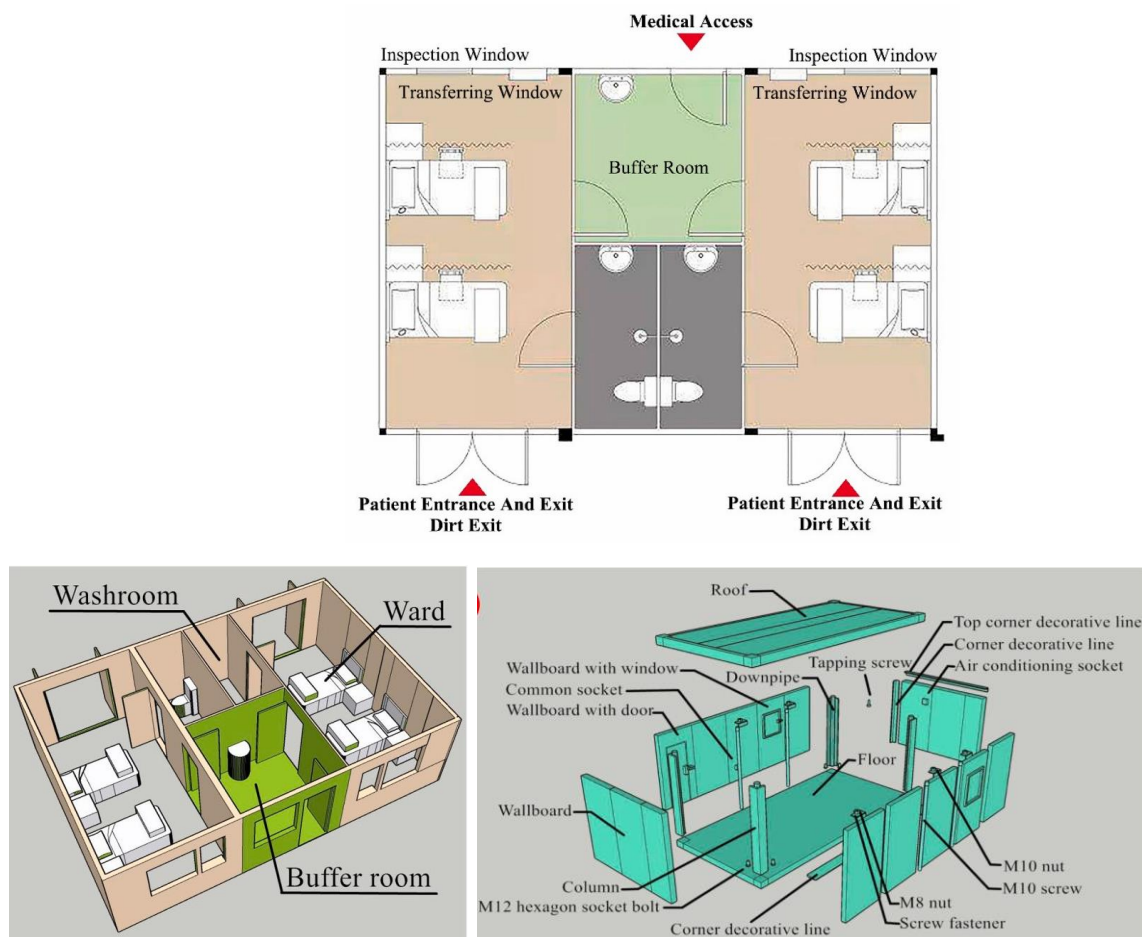 Medical Access
Inspection Window
Inspection Window
Transferring Window
Transferring Window
Buffer Room
Patient Entrance And Exit
Dirt Exit
Patient Entrance And Exit
Dirt Exit
Washroom
Ward
Buffer room
Roof
Top corner decorative line
Corner decorative line
Air conditioning socket
Tapping screw
Wallboard with window
Downpipe
Common socket
Wallboard with door
Floor
Wallboard
M10 nut
Column
M10 screw
M12 hexagon socket bolt
M8 nut
Corner decorative line
Screw fastener